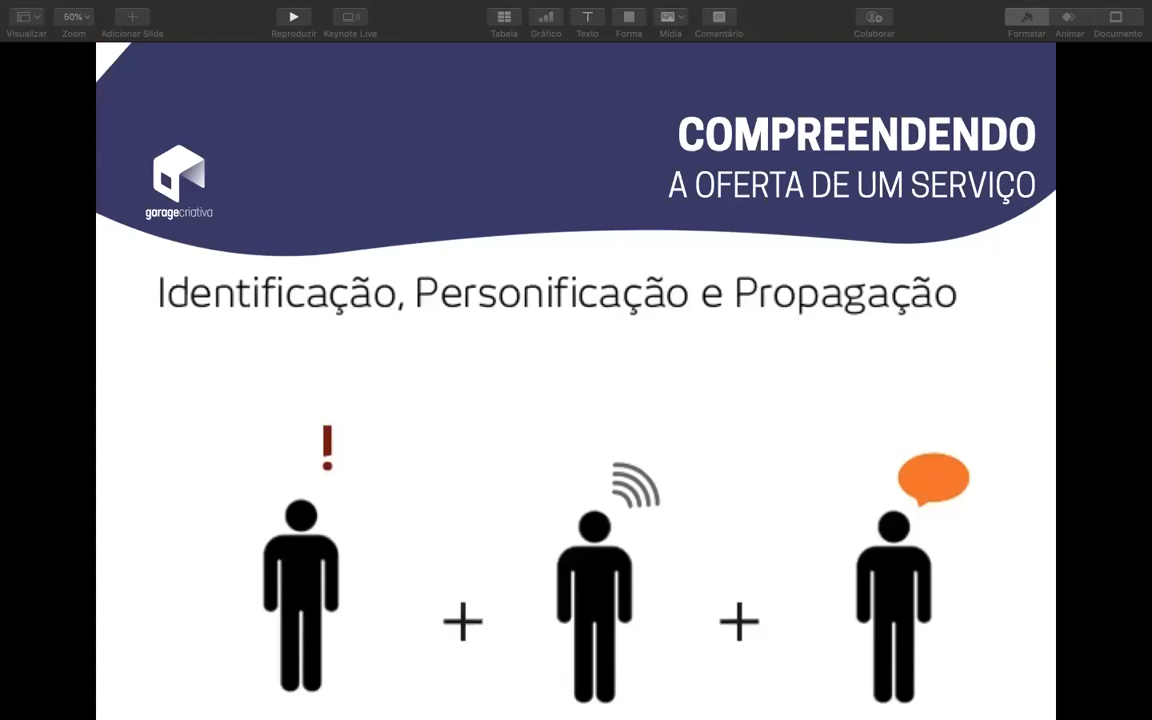 50%
Visualizar
Zoom
Adicionar Slide
Reproduzir
Keynote Live
Tabela
Gráfico
Texto
Forma
Mídia
Comentário
Colaborar
Formatar
Animar
Documento
COMPREENDENDO
A OFERTA DE UM SERVIÇO
garagecriativa
Identificação, Personificação e Propagação
!
+
+